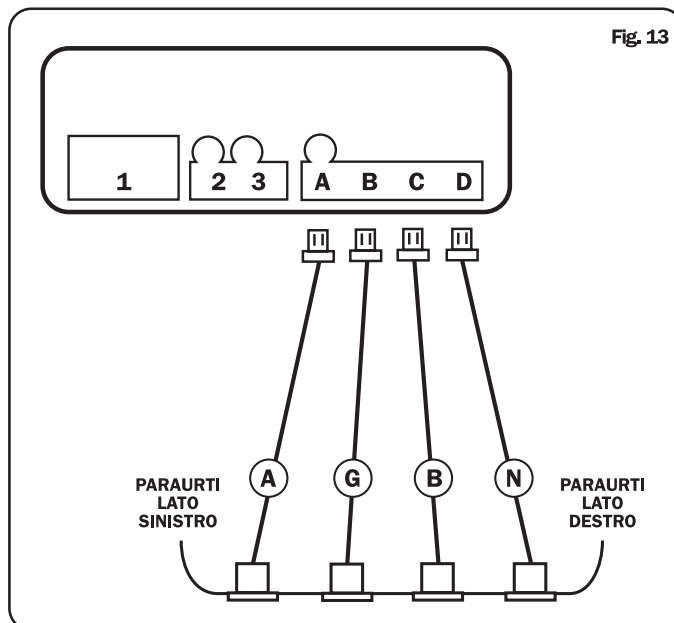 Fig. 13
1 2 3 A B C D
A G B N
PARAURTI
LATO
SINISTRO
PARAURTI
LATO
DESTRO